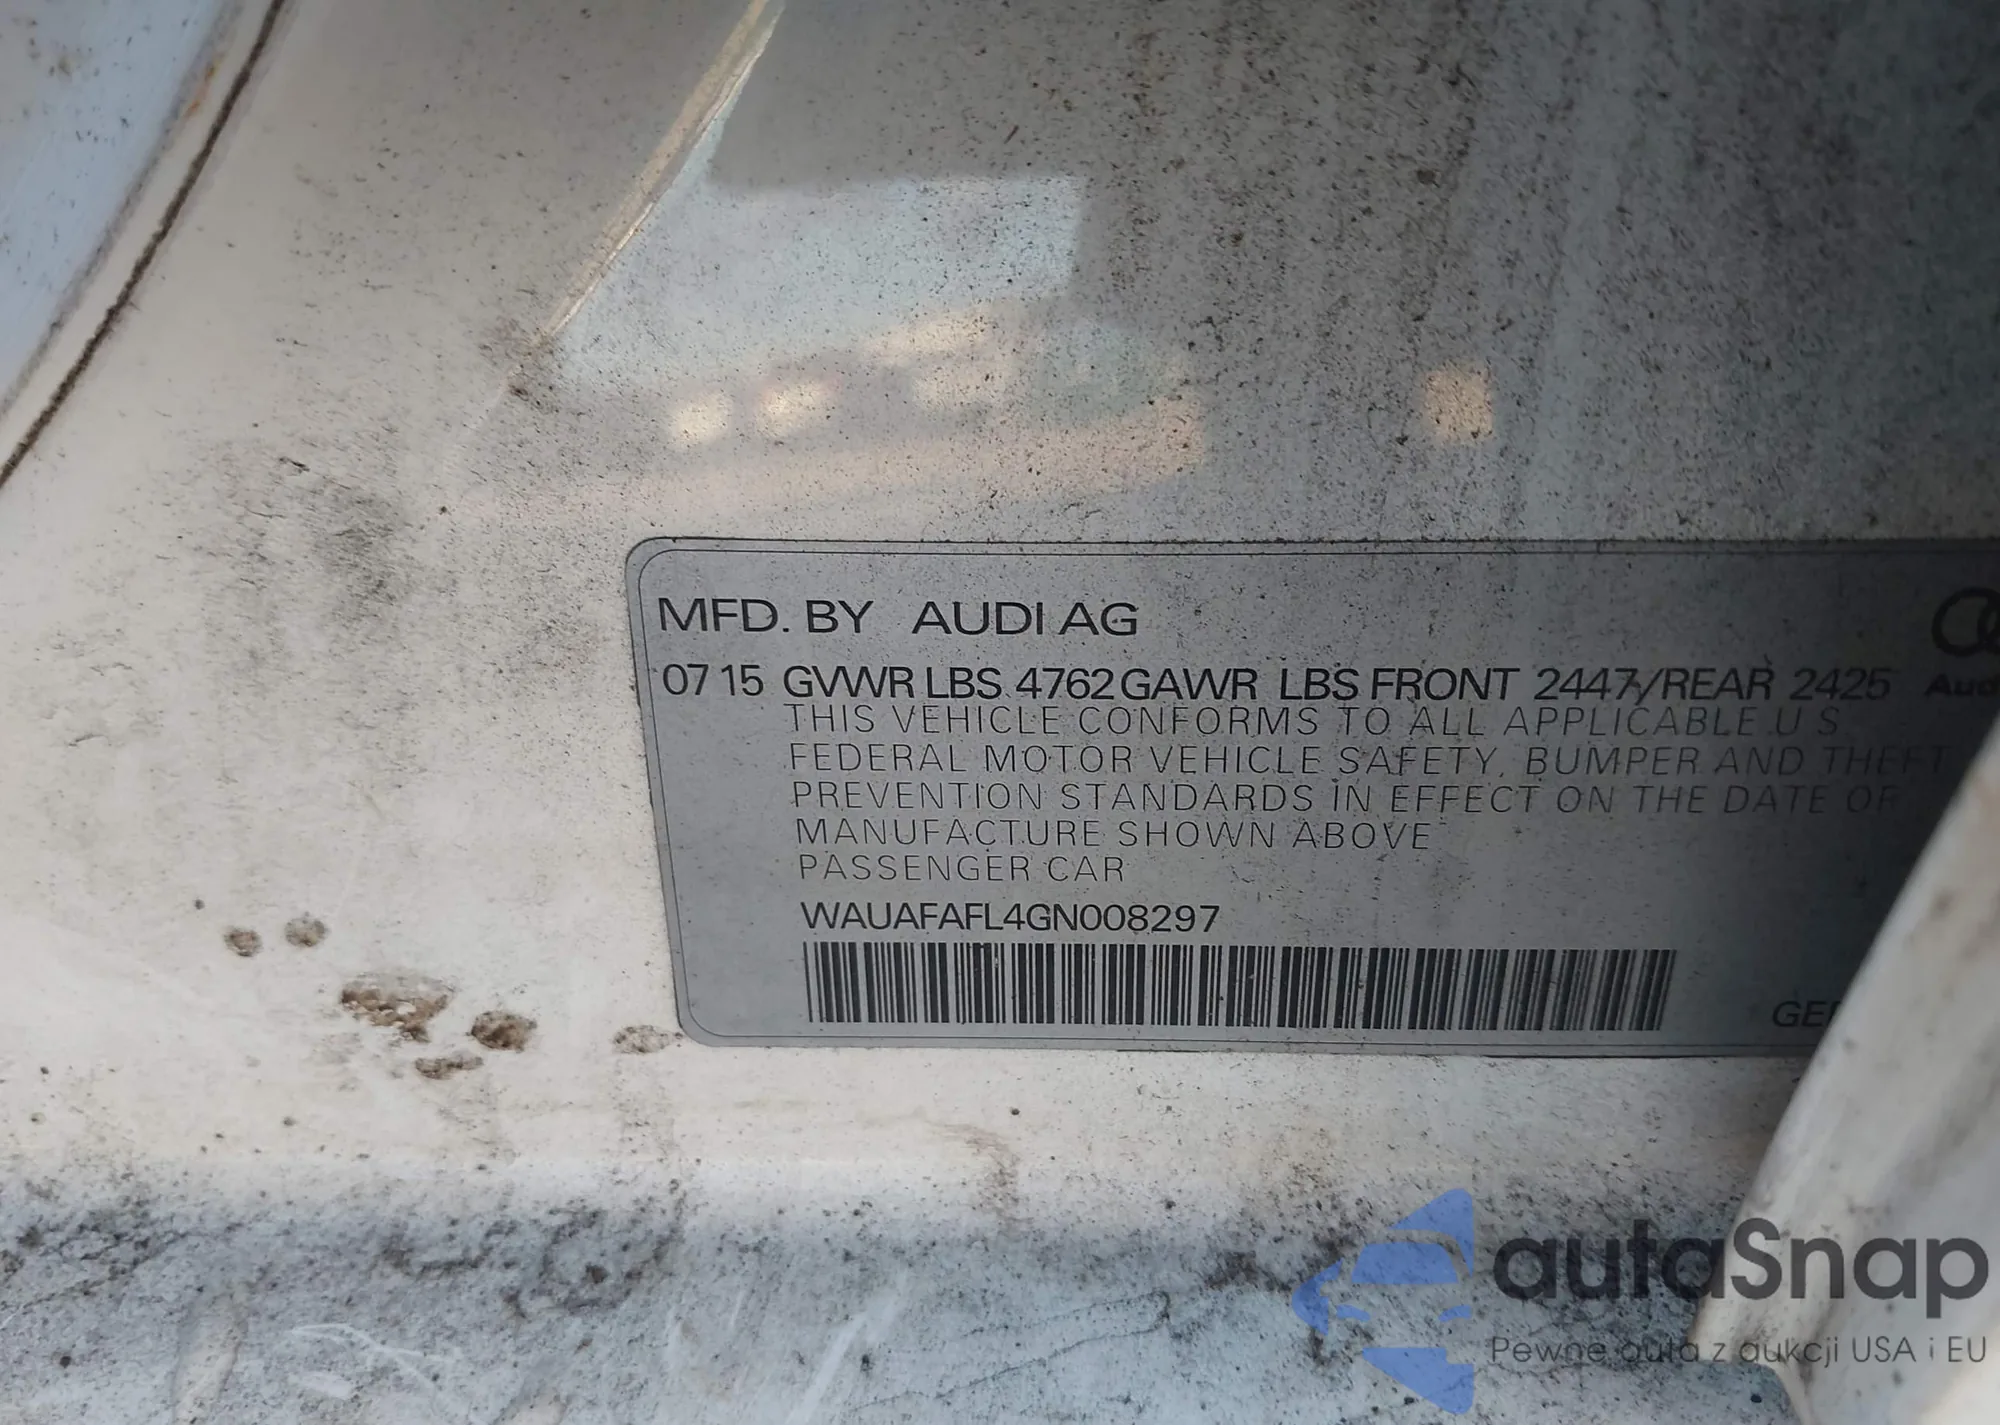 MFD. BY AUDI AG
07 15 GVWR LBS 4762 GAWR LBS FRONT 2447/REAR 2425
THIS VEHICLE CONFORMS TO ALL APPLICABLE U S
FEDERAL MOTOR VEHICLE SAFETY, BUMPER AND THEFT
PREVENTION STANDARDS IN EFFECT ON THE DATE OF
MANUFACTURE SHOWN ABOVE
PASSENGER CAR
WAUAFAFL4GN008297
autaSnap
Pewne auta z aukcji USA i EU